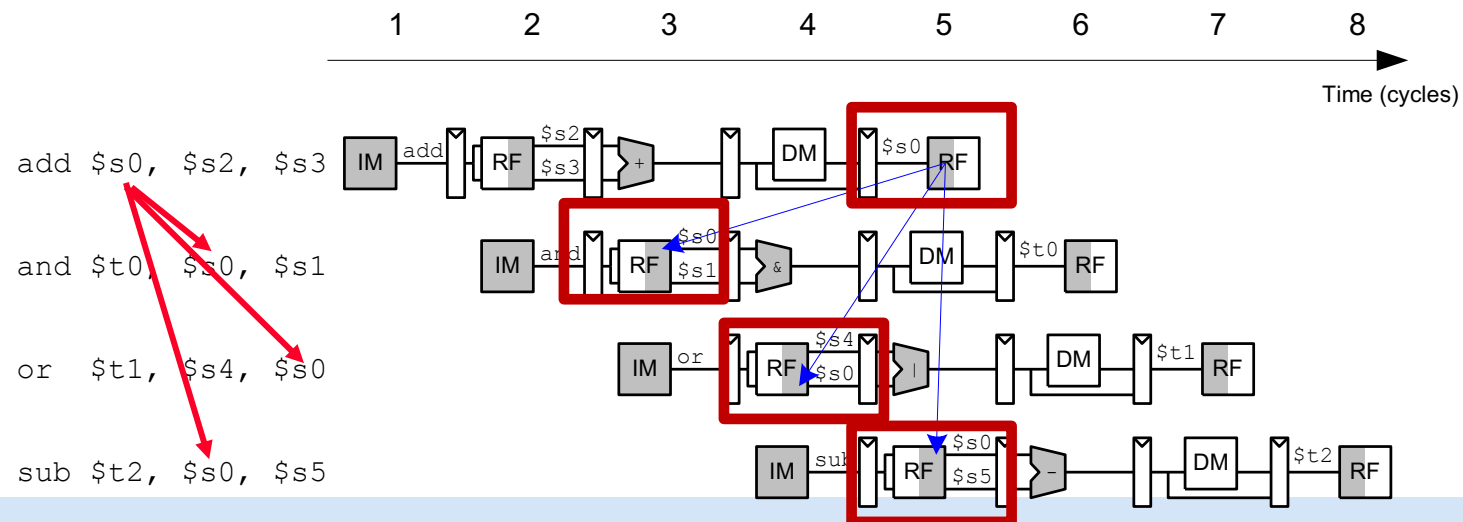 1 2 3 4 5 6 7 8
Time (cycles)
add $s0, $s2, $s3 IM add RF $s2 $s3 + DM $s0 RF
and $t0, $s0, $s1 IM and RF $s0 $s1 & DM $t0 RF
or $t1, $s4, $s0 IM or RF $s4 $s0 | DM $t1 RF
sub $t2, $s0, $s5 IM sub RF $s0 $s5 - DM $t2 RF